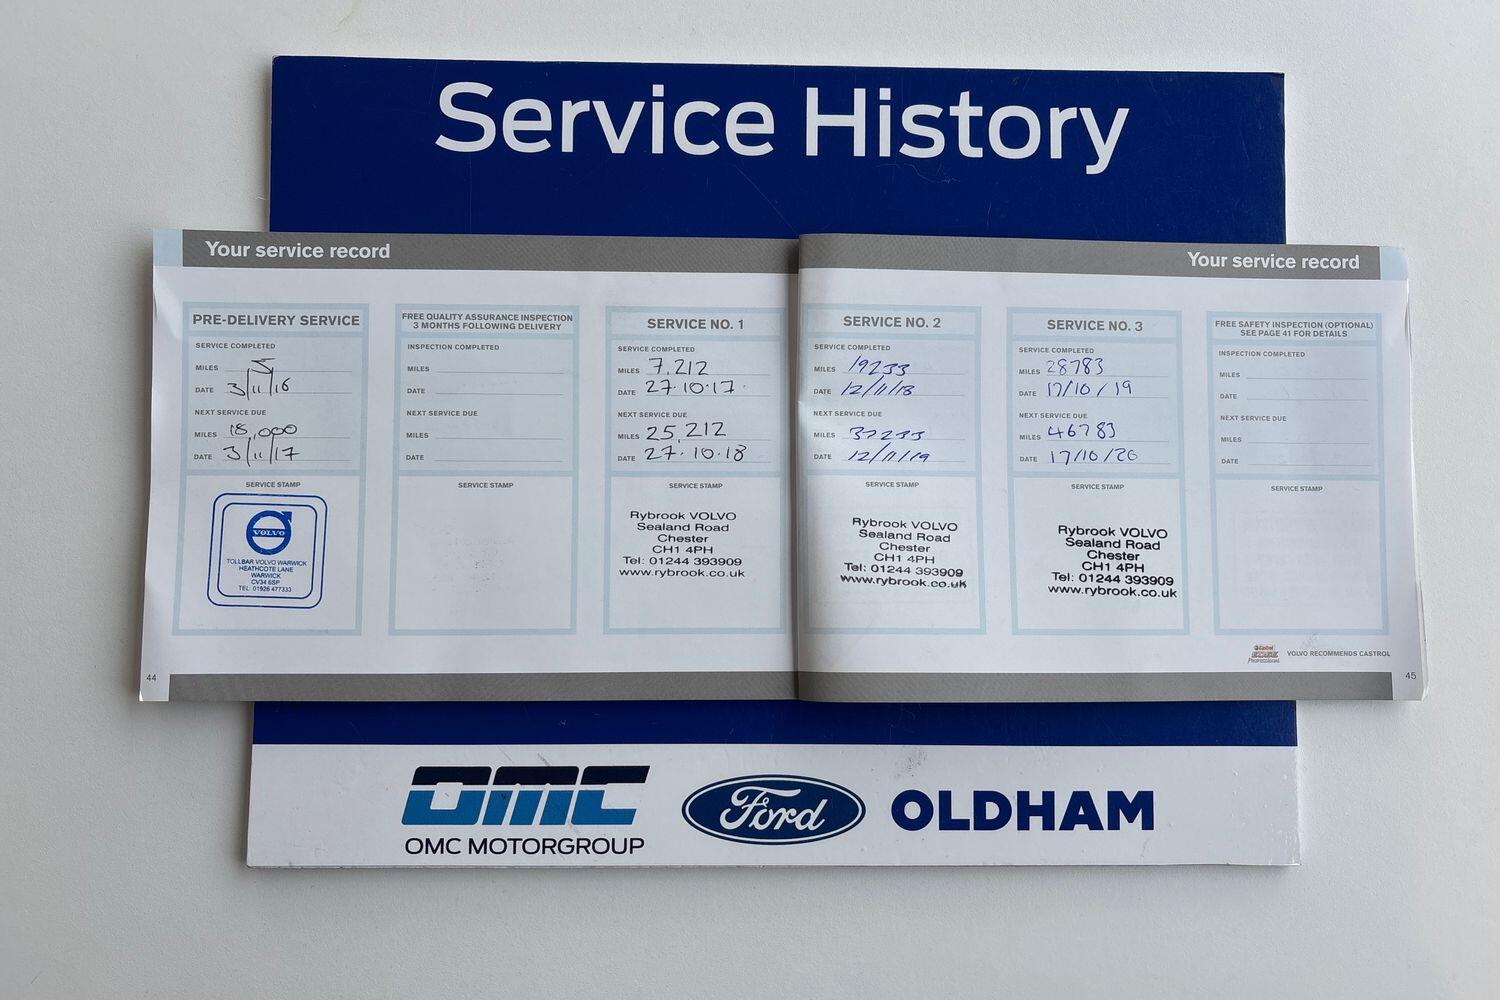 Service History
Your service record
Your service record
PRE-DELIVERY SERVICE
SERVICE COMPLETED
MILES 5
DATE 3/11/16
NEXT SERVICE DUE
MILES 18,000
DATE 3/11/17
SERVICE STAMP
VOLVO
TOLLBAR VOLVO WARWICK
HEATHCOTE LANE
WARWICK
CV34 6SP
TEL: 01926 477333
FREE QUALITY ASSURANCE INSPECTION
3 MONTHS FOLLOWING DELIVERY
INSPECTION COMPLETED
MILES
DATE
NEXT SERVICE DUE
MILES
DATE
SERVICE STAMP
SERVICE NO. 1
SERVICE COMPLETED
MILES 7,212
DATE 27.10.17.
NEXT SERVICE DUE
MILES 25,212
DATE 27.10.18
SERVICE STAMP
Rybrook VOLVO
Sealand Road
Chester
CH1 4PH
Tel: 01244 393909
www.rybrook.co.uk
SERVICE NO. 2
SERVICE COMPLETED
MILES 19233
DATE 12/11/18
NEXT SERVICE DUE
MILES 37233
DATE 12/11/19
SERVICE STAMP
Rybrook VOLVO
Sealand Road
Chester
CH1 4PH
Tel: 01244 393909
www.rybrook.co.uk
SERVICE NO. 3
SERVICE COMPLETED
MILES 28783
DATE 17/10/19
NEXT SERVICE DUE
MILES 46783
DATE 17/10/20
SERVICE STAMP
Rybrook VOLVO
Sealand Road
Chester
CH1 4PH
Tel: 01244 393909
www.rybrook.co.uk
FREE SAFETY INSPECTION (OPTIONAL)
SEE PAGE 41 FOR DETAILS
INSPECTION COMPLETED
MILES
DATE
NEXT SERVICE DUE
MILES
DATE
SERVICE STAMP
Castrol
EDGE
Professional
VOLVO RECOMMENDS CASTROL
44
45
OMC
OMC MOTORGROUP
Ford
OLDHAM